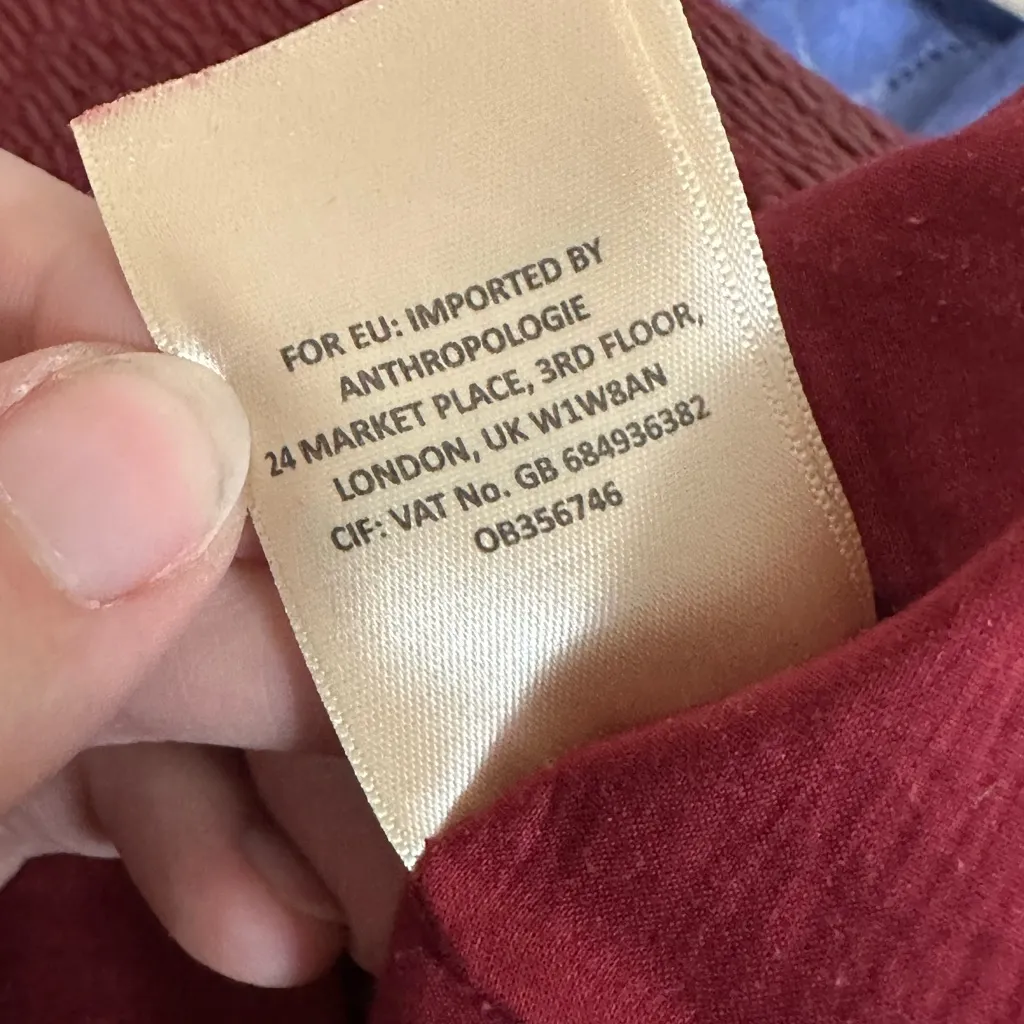 FOR EU: IMPORTED BY
ANTHROPOLOGIE
24 MARKET PLACE, 3RD FLOOR,
LONDON, UK W1W8AN
CIF: VAT No. GB 684936382
OB356746